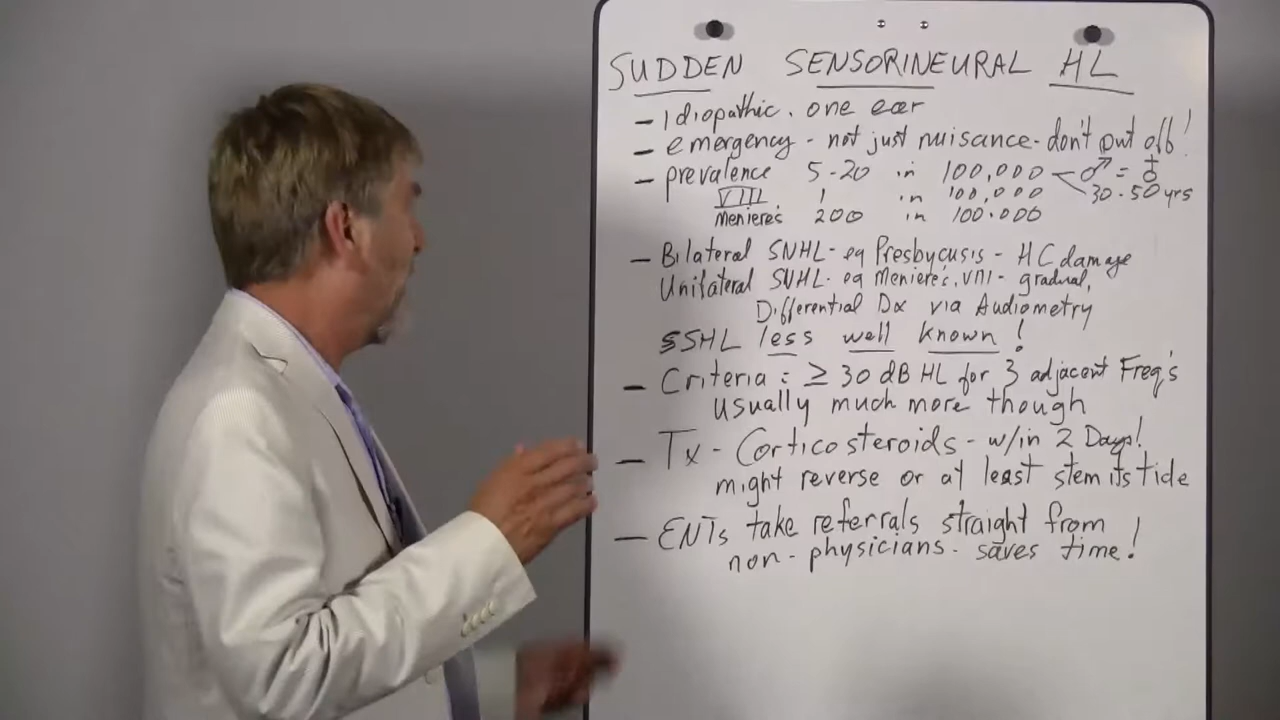 SUDDEN SENSORINEURAL HL
— Idiopathic. one ear
— emergency - not just nuisance - don't put off!
— prevalence 5-20 in 100,000 ♂ = ♀
VIII 1 in 100,000 30-50 yrs
Meniere's 200 in 100.000
— Bilateral SNHL - eg Presbycusis - HC damage
Unilateral SNHL - eg Meniere's, VIII - gradual,
Differential Dx via Audiometry
SSHL less well known!
— Criteria: ≥ 30 dB HL for 3 adjacent Freq's
Usually much more though
— Tx - Corticosteroids - w/in 2 Days!
might reverse or at least stem its tide
— ENTs take referrals straight from
non-physicians - saves time!